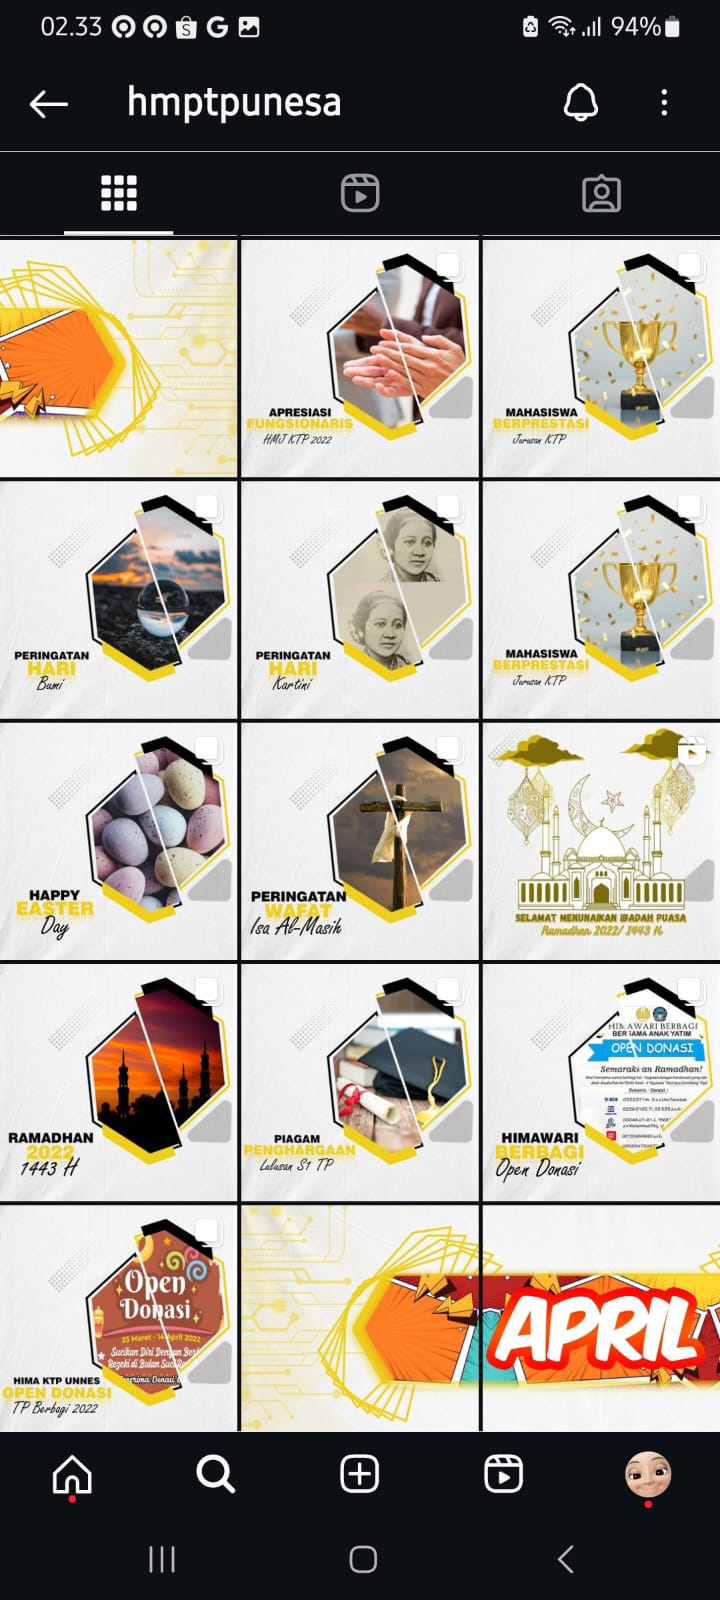 02.33
94%
hmptpunesa
APRESIASI
FUNGSIONARIS
HMJ KTP 2022
MAHASISWA
BERPRESTASI
Jurusan KTP
PERINGATAN
HARI
Bumi
PERINGATAN
HARI
Kartini
MAHASISWA
BERPRESTASI
Jurusan KTP
HAPPY
EASTER
Day
PERINGATAN
WAFAT
Isa Al-Masih
SELAMAT MENUNAIKAN IBADAH PUASA
Ramadhan 2022/ 1443 H
RAMADHAN
2022
1443 H
PIAGAM
PENGHARGAAN
Lulusan S1 TP
HIMAWARI BERBAGI
BERSAMA ANAK YATIM
OPEN DONASI
Semarakan Ramadhan!
HIMAWARI
BERBAGI
Open Donasi
Open
Donasi
25 Maret - 14 April 2022
Sucikan Diri Dengan Ber
Rezeki di Bulan Suci
HIMA KTP UNNES
OPEN DONASI
TP Berbagi 2022
APRIL